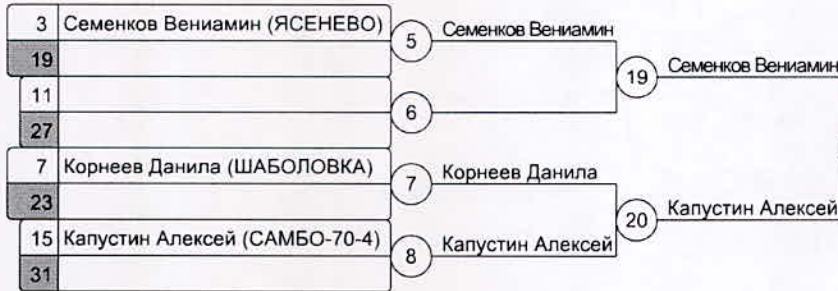 3 Семенков Вениамин (ЯСЕНЕВО)
19
5 Семенков Вениамин
11
27
6
19 Семенков Вениамин
7 Корнеев Данила (ШАБОЛОВКА)
23
7 Корнеев Данила
15 Капустин Алексей (САМБО-70-4)
31
8 Капустин Алексей
20 Капустин Алексей